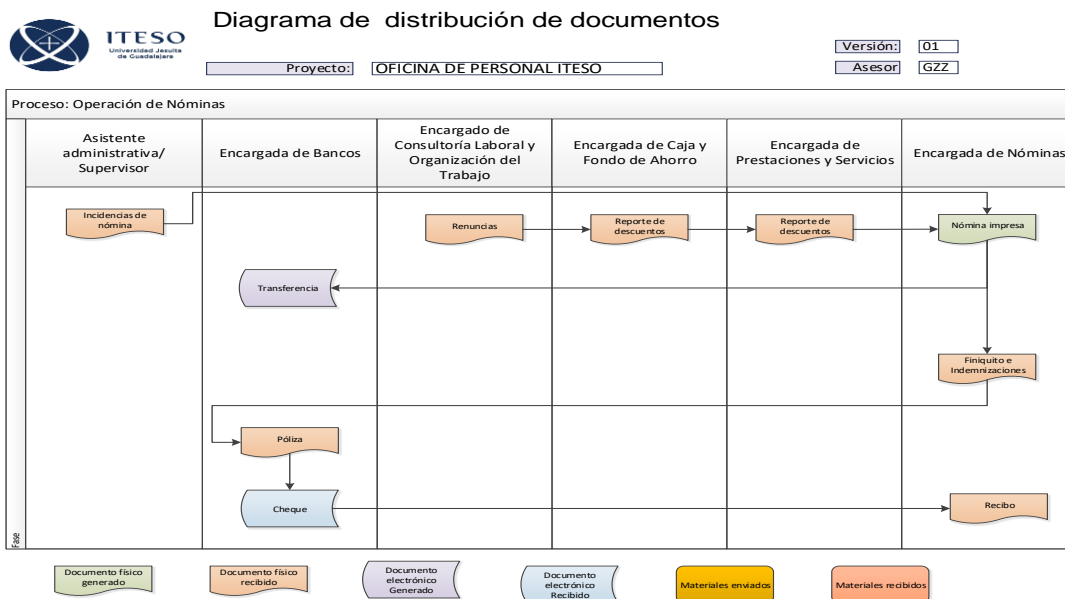 Diagrama de distribución de documentos
ITESO
Universidad Jesuita
de Guadalajara
Versión: 01
Proyecto: OFICINA DE PERSONAL ITESO
Asesor GZZ
Proceso: Operación de Nóminas
Asistente
administrativa/
Supervisor
Encargada de Bancos
Encargado de
Consultoría Laboral y
Organización del
Trabajo
Encargada de Caja y
Fondo de Ahorro
Encargada de
Prestaciones y Servicios
Encargada de Nóminas
Incidencias de
nómina
Renuncias
Reporte de
descuentos
Reporte de
descuentos
Nómina impresa
Transferencia
Finiquito e
Indemnizaciones
Póliza
Cheque
Recibo
Fase
Documento físico
generado
Documento físico
recibido
Documento
electrónico
Generado
Documento
electrónico
Recibido
Materiales enviados
Materiales recibidos